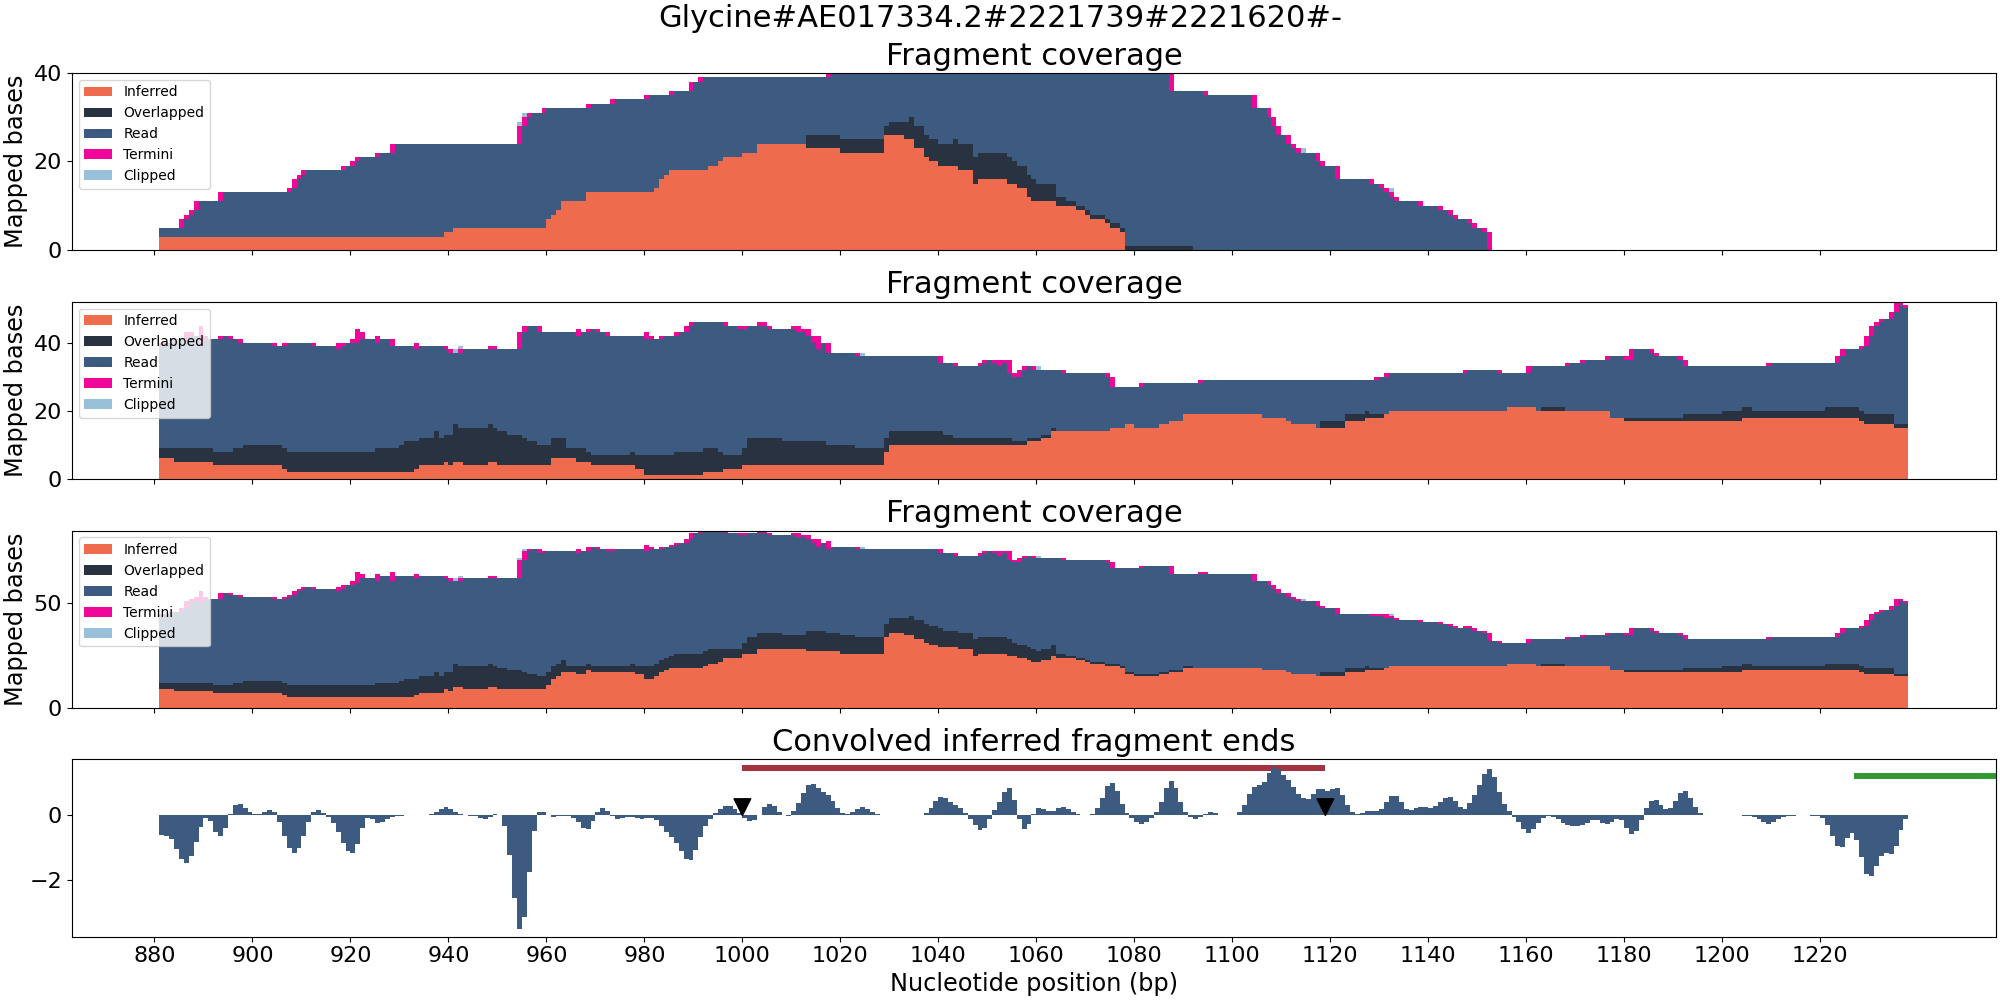 Glycine#AE017334.2#2221739#2221620#-
Fragment coverage
Mapped bases
40
20
0
Inferred
Overlapped
Read
Termini
Clipped
Fragment coverage
Mapped bases
40
20
0
Inferred
Overlapped
Read
Termini
Clipped
Fragment coverage
Mapped bases
50
0
Inferred
Overlapped
Read
Termini
Clipped
Convolved inferred fragment ends
0
−2
880 900 920 940 960 980 1000 1020 1040 1060 1080 1100 1120 1140 1160 1180 1200 1220
Nucleotide position (bp)